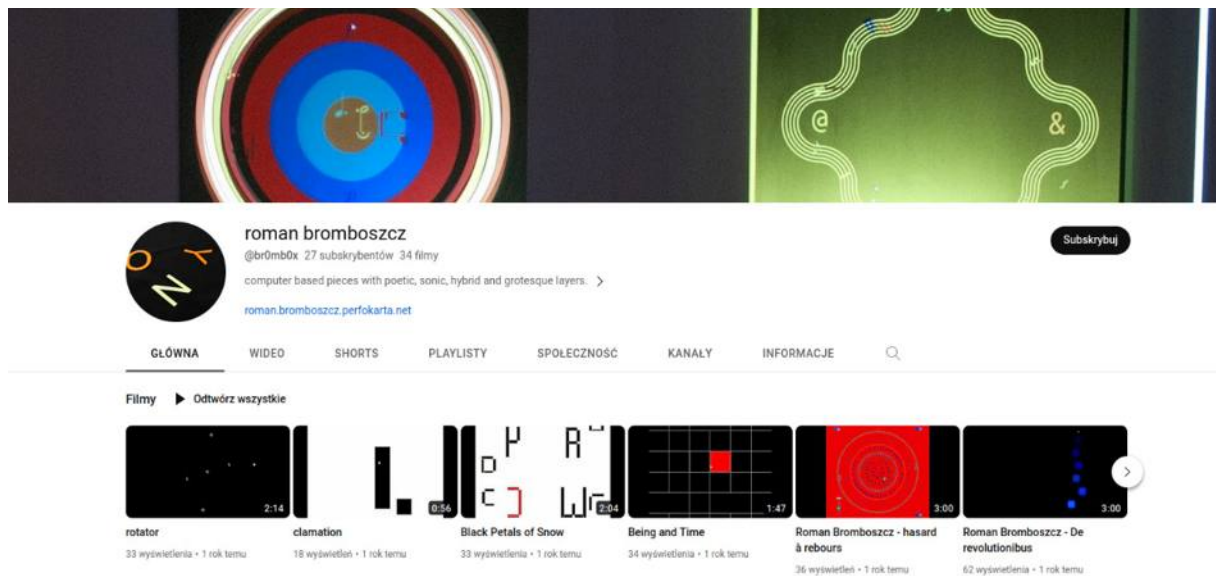 @ &
O Y N
roman bromboszcz
@br0mb0x 27 subskrybentów 34 filmy
Subskrybuj
computer based pieces with poetic, sonic, hybrid and grotesque layers. >
roman.bromboszcz.perfokarta.net
GŁÓWNA WIDEO SHORTS PLAYLISTY SPOŁECZNOŚĆ KANAŁY INFORMACJE
Filmy Odtwórz wszystkie
2:14 0:56 2:04 1:47 3:00 3:00
rotator clamation Black Petals of Snow Being and Time Roman Bromboszcz - hasard Roman Bromboszcz - De
à rebours revolutionibus
33 wyświetlenia • 1 rok temu 18 wyświetleń • 1 rok temu 33 wyświetlenia • 1 rok temu 34 wyświetlenia • 1 rok temu
36 wyświetleń • 1 rok temu 62 wyświetlenia • 1 rok temu